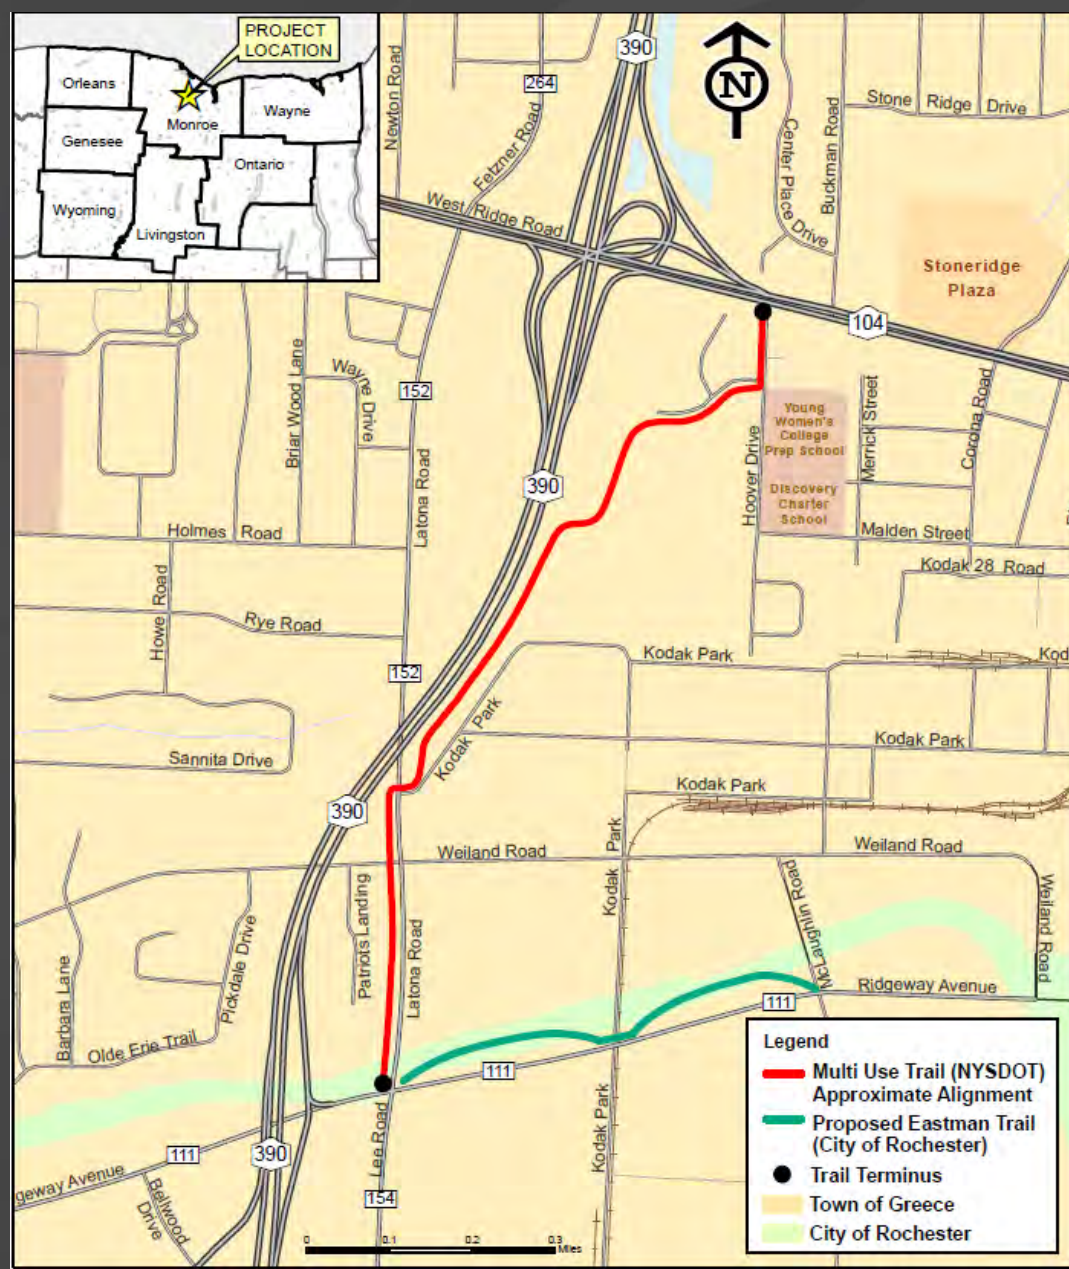 PROJECT
LOCATION
Orleans
Monroe
Wayne
Genesee
Ontario
Wyoming
Livingston
390
N
264
Newton Road
Fetzner Road
West Ridge Road
Center Place Drive
Buckman Road
Stone Ridge Drive
Stoneridge
Plaza
104
Briar Wood Lane
Wayne Drive
152
Latona Road
390
Hoover Drive
Young
Women's
College
Prep School
Discovery
Charter
School
Merrick Street
Corona Road
Malden Street
Kodak 28 Road
Holmes Road
Howe Road
Rye Road
152
Kodak Park
Kod
Kodak Park
Kodak Park
Sannita Drive
Kodak Park
390
Weiland Road
Kodak Park
Weiland Road
Patriots Landing
Latona Road
McLaughlin Road
Weiland Road
Pickdale Drive
Barbara Lane
Olde Erie Trail
Ridgeway Avenue
111
111
Lee Road
Kodak Park
111
390
geway Avenue
Bellwood
Drive
154
0 0.1 0.2 0.3
Miles
Legend
Multi Use Trail (NYSDOT)
Approximate Alignment
Proposed Eastman Trail
(City of Rochester)
Trail Terminus
Town of Greece
City of Rochester